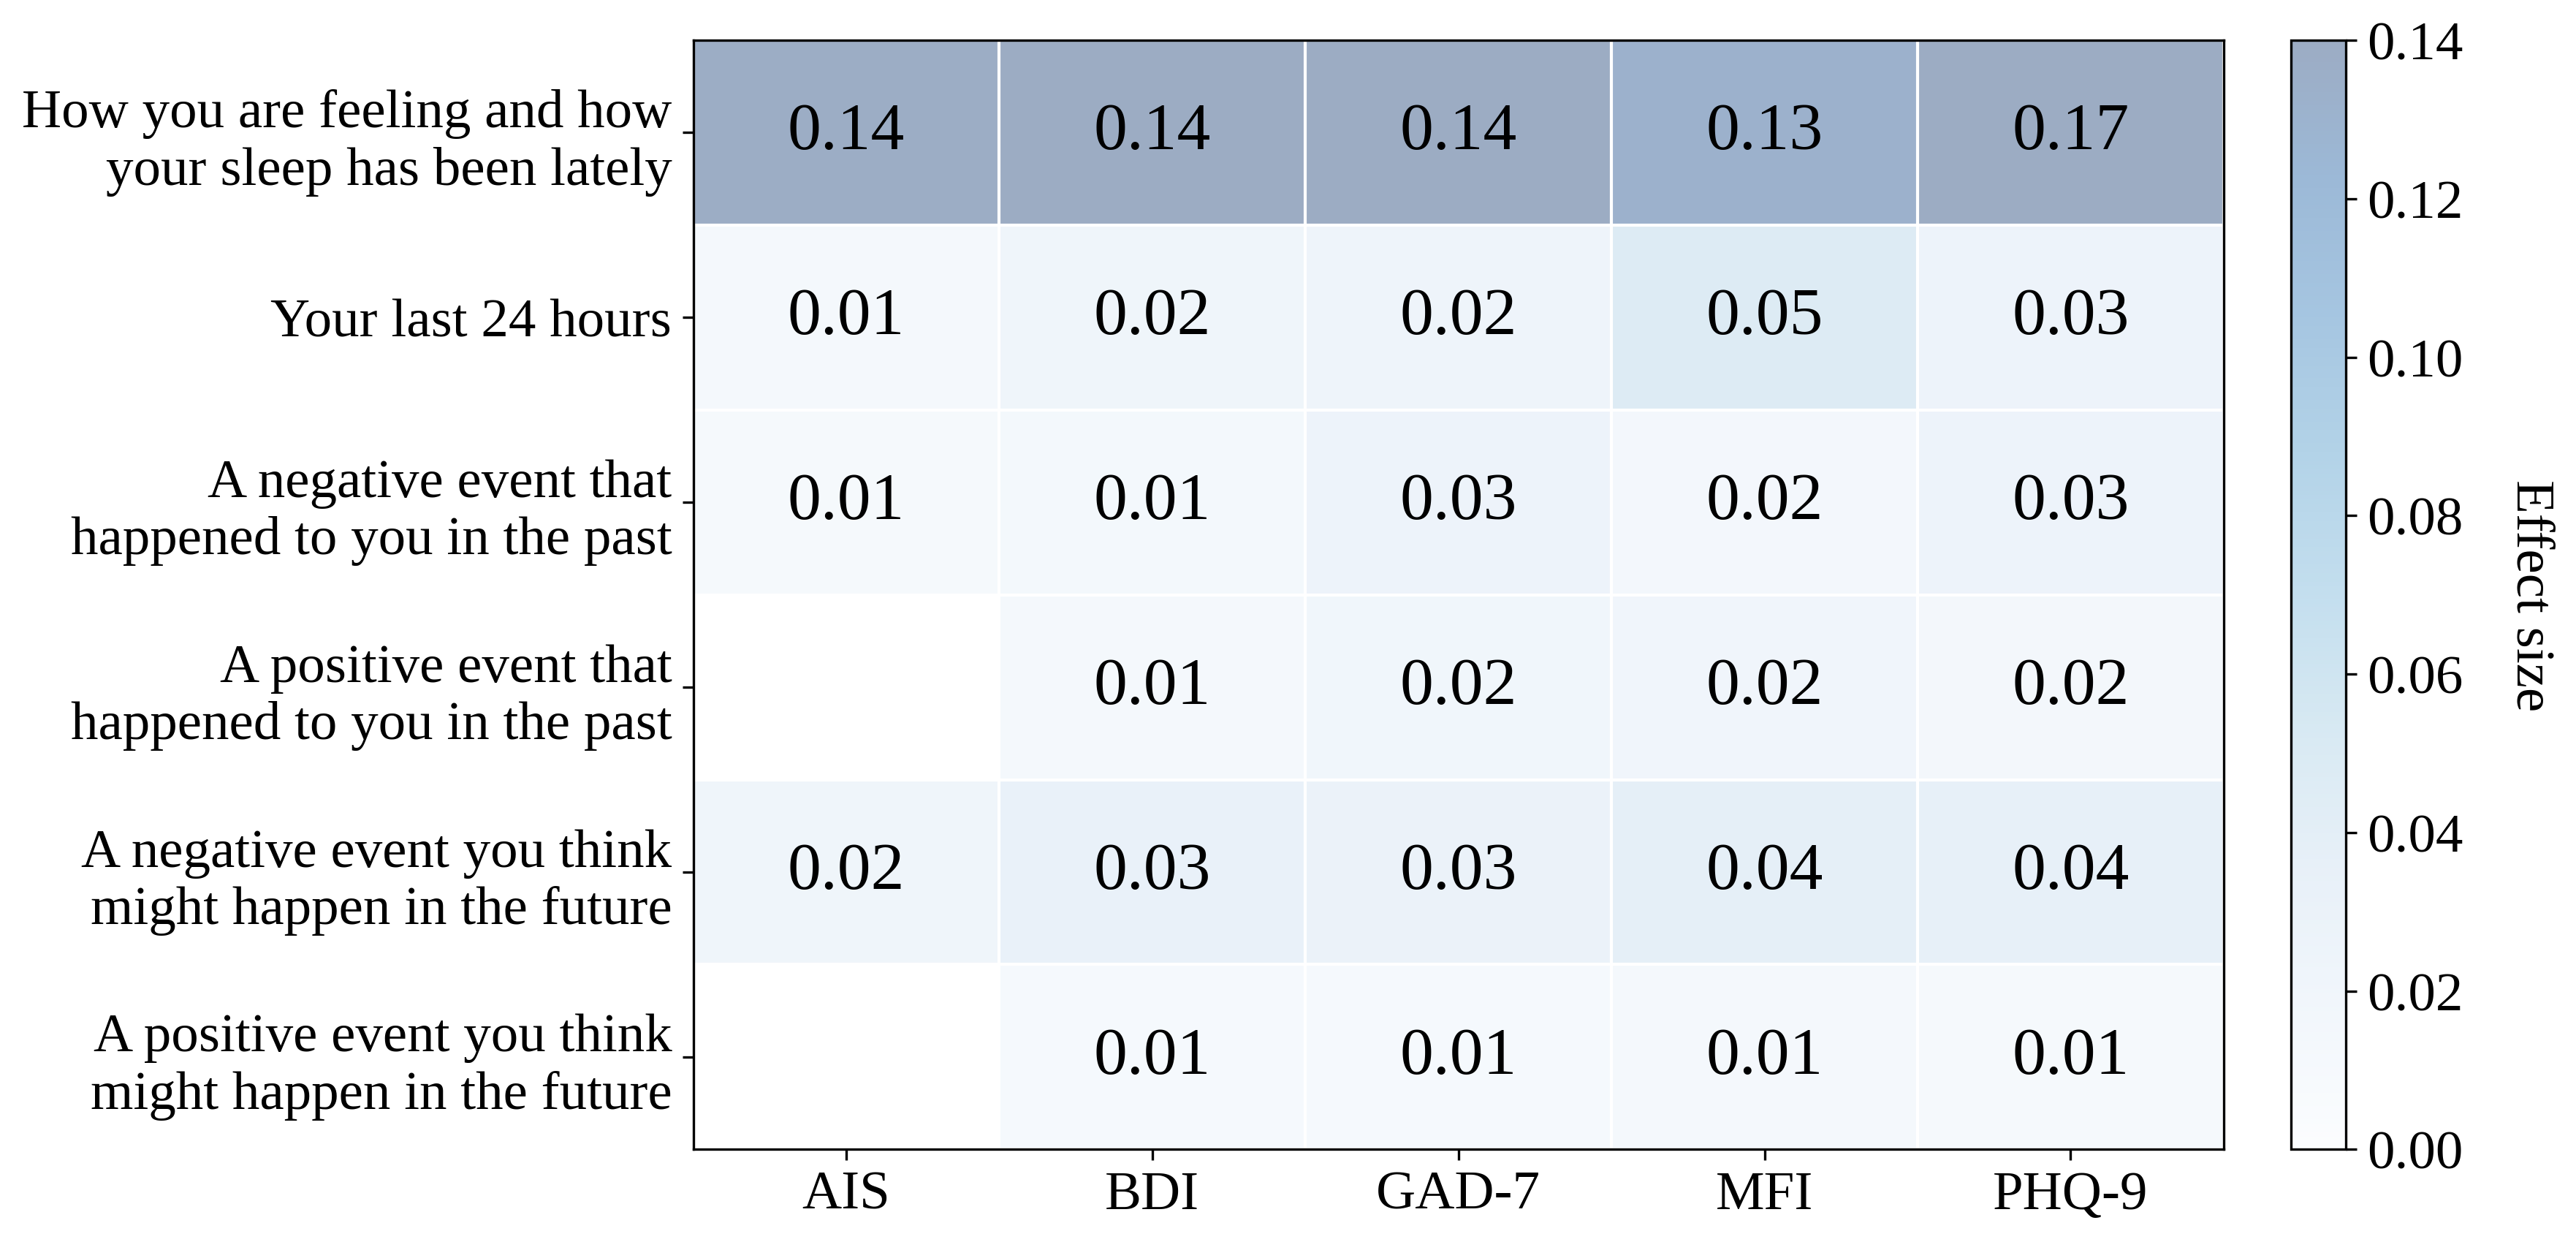 How you are feeling and how
your sleep has been lately
0.14 0.14 0.14 0.13 0.17
Your last 24 hours
0.01 0.02 0.02 0.05 0.03
A negative event that
happened to you in the past
0.01 0.01 0.03 0.02 0.03
A positive event that
happened to you in the past
0.01 0.02 0.02 0.02
A negative event you think
might happen in the future
0.02 0.03 0.03 0.04 0.04
A positive event you think
might happen in the future
0.01 0.01 0.01 0.01
AIS BDI GAD-7 MFI PHQ-9
0.14
0.12
0.10
0.08
0.06
0.04
0.02
0.00
Effect size